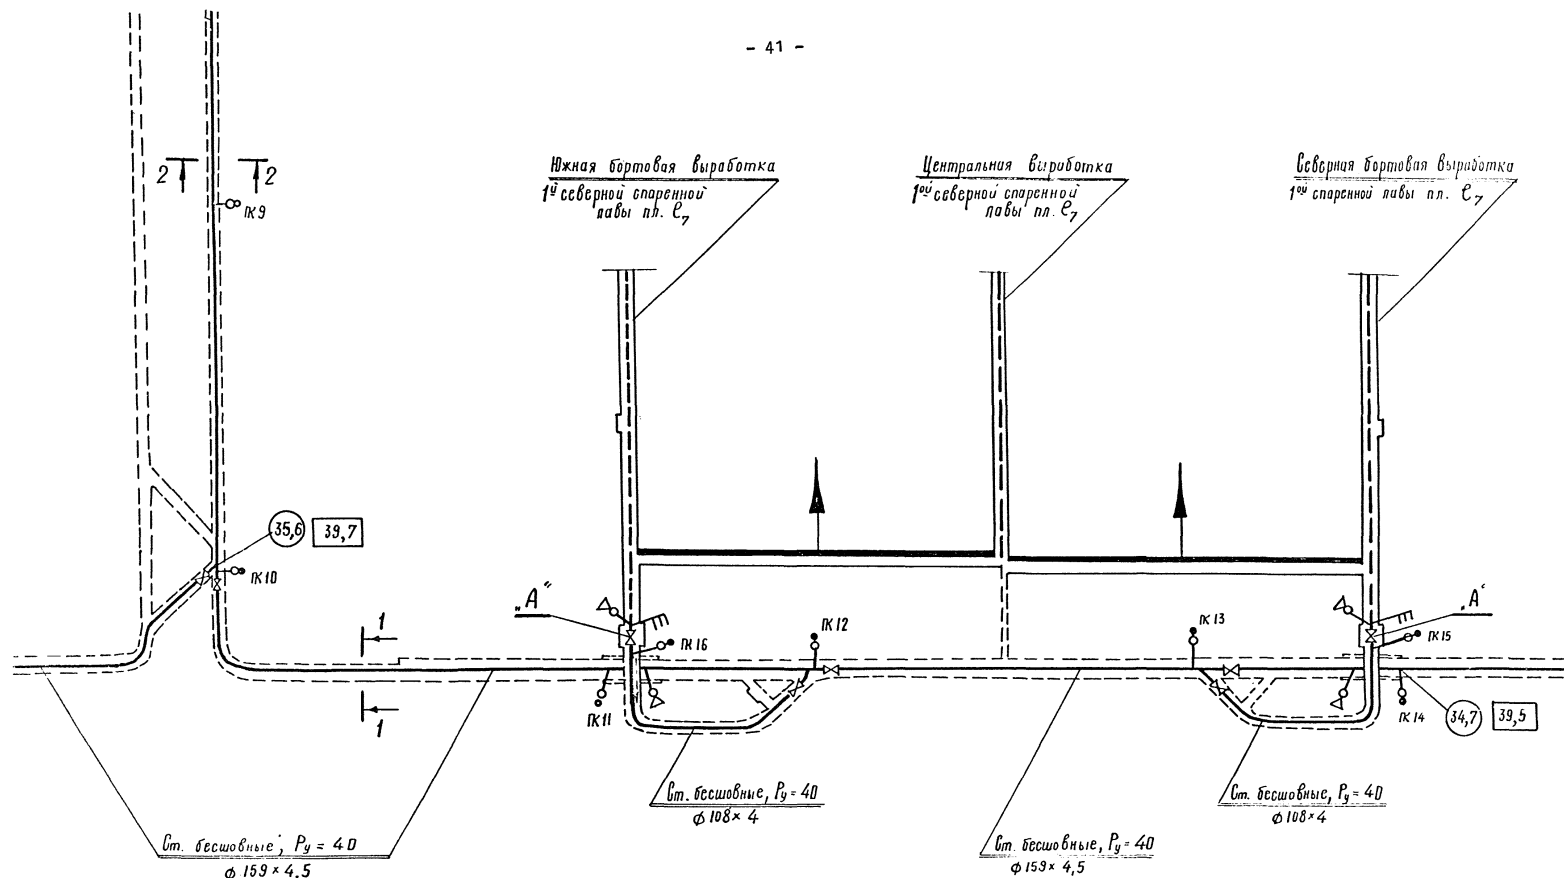 - 41 -
Южная бортовая выработка
1й северной спаренной
лавы пл. ℓ7
Центральная выработка
1ой северной спаренной
лавы пл. ℓ7
Северная бортовая выработка
1ой спаренной лавы пл. ℓ7
2 2
ПК9
35,6 39,7
ПК10
1
1
„А“
„А“
ПК16
ПК12
ПК13
ПК15
ПК11
ПК14
34,7 39,5
Ст. бесшовные, Ру = 40
ф 108 × 4
Ст. бесшовные, Ру = 40
ф 108 × 4
Ст. бесшовные, Ру = 40
ф 159 × 4,5
Ст. бесшовные, Ру = 40
ф 159 × 4,5